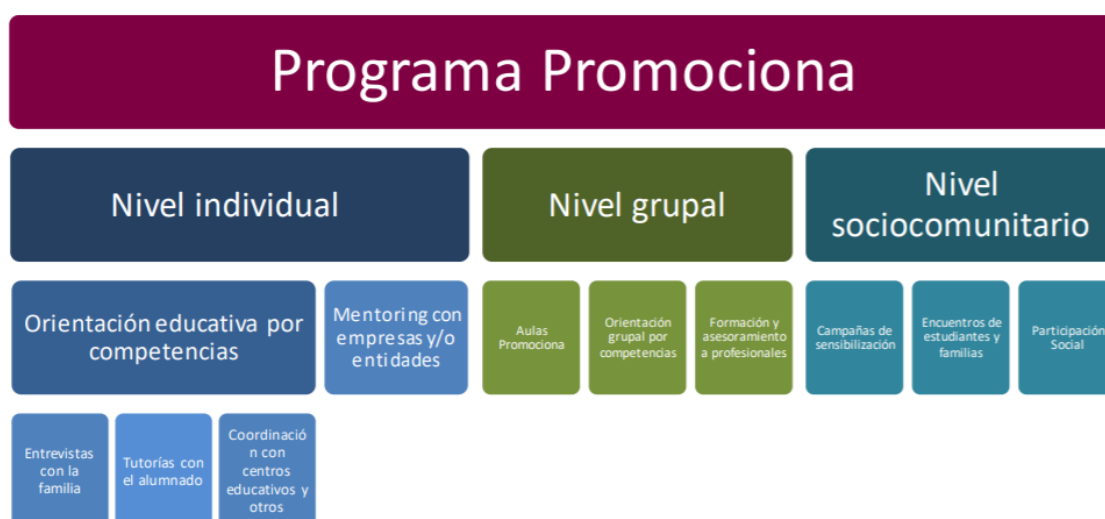 Programa Promociona
Nivel individual
Nivel grupal
Nivel
sociocomunitario
Orientación educativa por
competencias
Mentoring con
empresas y/o
entidades
Aulas
Promociona
Orientación
grupal por
competencias
Formación y
asesoramiento
a profesionales
Campañas de
sensibilización
Encuentros de
estudiantes y
familias
Participación
Social
Entrevistas
con la
familia
Tutorías con
el alumnado
Coordinació
n con
centros
educativos y
otros